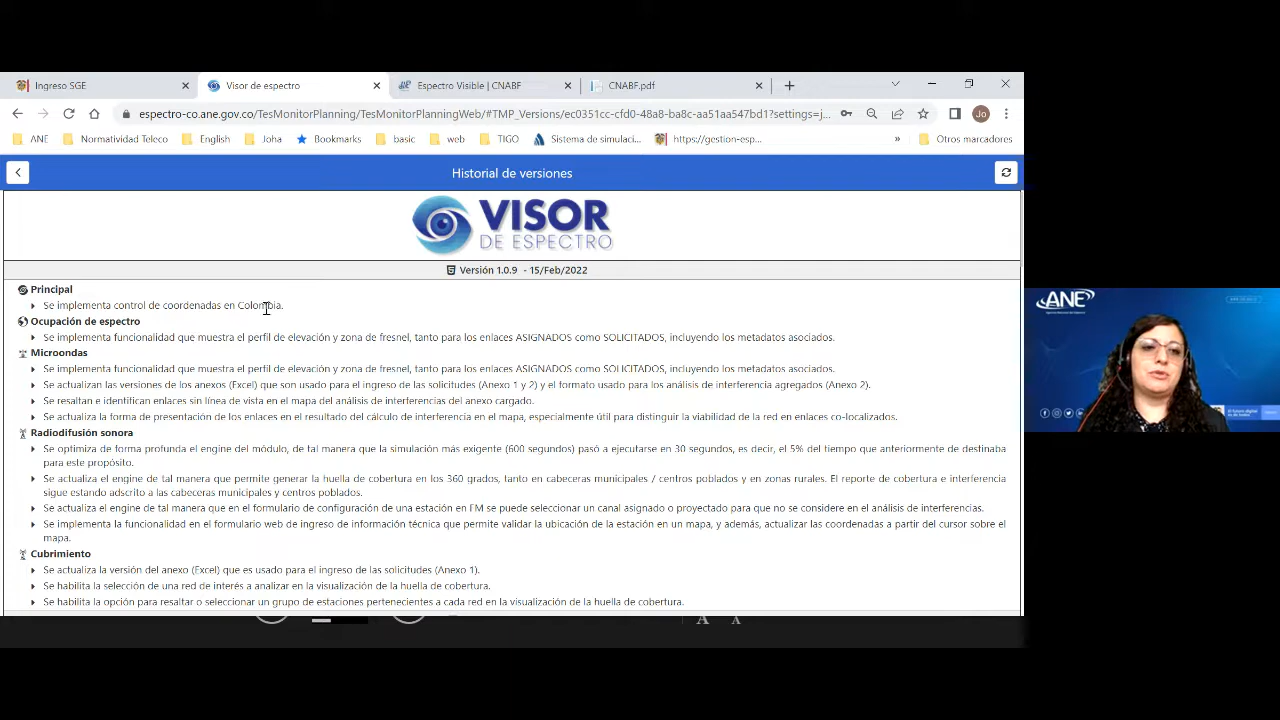 Ingreso SGE
Visor de espectro
Espectro Visible | CNABF
CNABF.pdf
espectro-co.ane.gov.co/TecMonitorPlanning/TesMonitorPlanningWeb/#TMP_Versions/ec0351cc-cfd0-48a8-ba8c-aa51aa547bd1?settings=j...
Jo
ANE
Normatividad Teleco
English
Joha
Bookmarks
basic
web
TIGO
Sistema de simulaci...
https://gestion-esp...
»
Otros marcadores
Historial de versiones
VISOR
DE ESPECTRO
Versión 1.0.9 - 15/Feb/2022
Principal
Se implementa control de coordenadas en Colombia.
Ocupación de espectro
Se implementa funcionalidad que muestra el perfil de elevación y zona de fresnel, tanto para los enlaces ASIGNADOS como SOLICITADOS, incluyendo los metadatos asociados.
Microondas
Se implementa funcionalidad que muestra el perfil de elevación y zona de fresnel, tanto para los enlaces ASIGNADOS como SOLICITADOS, incluyendo los metadatos asociados.
Se actualizan las versiones de los anexos (Excel) que son usado para el ingreso de las solicituds (Anexo 1 y 2) y el formato usado para los análisis de interferencia agregados (Anexo 2).
Se resaltan e identifican enlaces sin línea de vista en el mapa del análisis de interferencias del anexo cargado.
Se actualiza la forma de presentación de los enlaces en el resultado del cálculo de interferencia en el mapa, especialmente útil para distinguir la viabilidad de la red en enlaces co-localizados.
Radiodifusión sonora
Se optimiza de forma profunda el engine del módulo, de tal manera que la simulación más exigente (600 segundos) pasó a ejecutarse en 30 segundos, es decir, el 5% del tiempo que anteriormente de destinaba
para este propósito.
Se actualiza el engine de tal manera que permite generar la huella de cobertura en los 360 grados, tanto en cabeceras municipales / centros poblados y en zonas rurales. El reporte de cobertura e interferencia
sigue estando adscrito a las cabeceras municipales y centros poblados.
Se actualiza el engine de tal manera que en el formulario de configuración de una estación en FM se puede seleccionar un canal asignado o proyectado para que no se considere en el análisis de interferencias.
Se implementa la funcionalidad en el formulario web de ingreso de información técnica que permite validar la ubicación de la estación en un mapa, y además, actualizar las coordenadas a partir del cursor sobre el
mapa.
Cubrimiento
Se actualiza la versión del anexo (Excel) que es usado para el ingreso de las solicitudes (Anexo 1).
Se habilita la selección de una red de interés a analizar en la visualización de la huella de cobertura.
Se habilita la opción para resaltar o seleccionar un grupo de estaciones pertenecientes a cada red en la visualización de la huella de cobertura.
A A
ANE